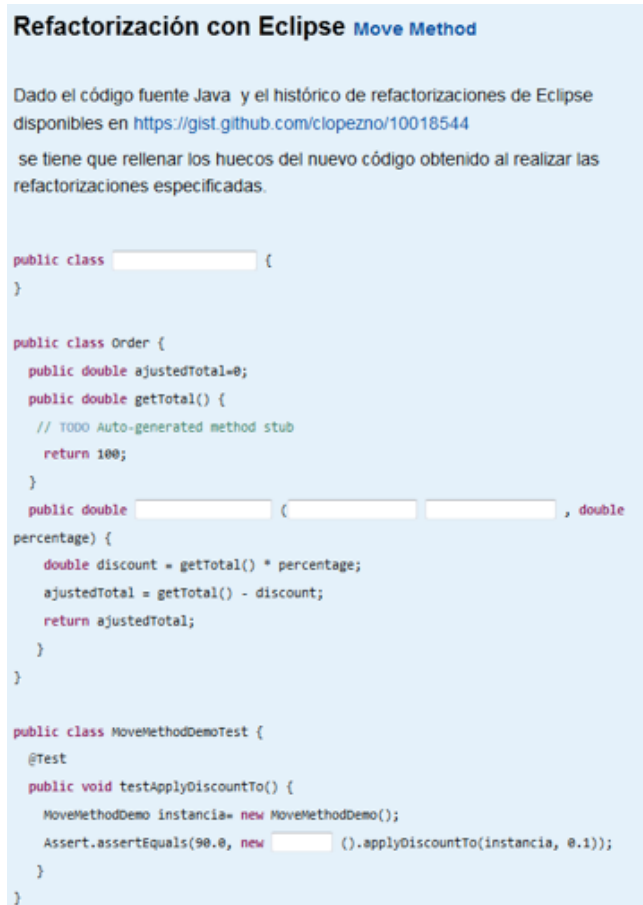 Refactorización con Eclipse Move Method
Dado el código fuente Java y el histórico de refactorizaciones de Eclipse
disponibles en https://gist.github.com/clopezno/10018544
se tiene que rellenar los huecos del nuevo código obtenido al realizar las
refactorizaciones especificadas.
public class {
}
public class Order {
public double ajustedTotal=0;
public double getTotal() {
// TODO Auto-generated method stub
return 100;
}
public double ( , double
percentage) {
double discount = getTotal() * percentage;
ajustedTotal = getTotal() - discount;
return ajustedTotal;
}
}
public class MoveMethodDemoTest {
@Test
public void testApplyDiscountTo() {
MoveMethodDemo instancia= new MoveMethodDemo();
Assert.assertEquals(90.0, new ().applyDiscountTo(instancia, 0.1));
}
}